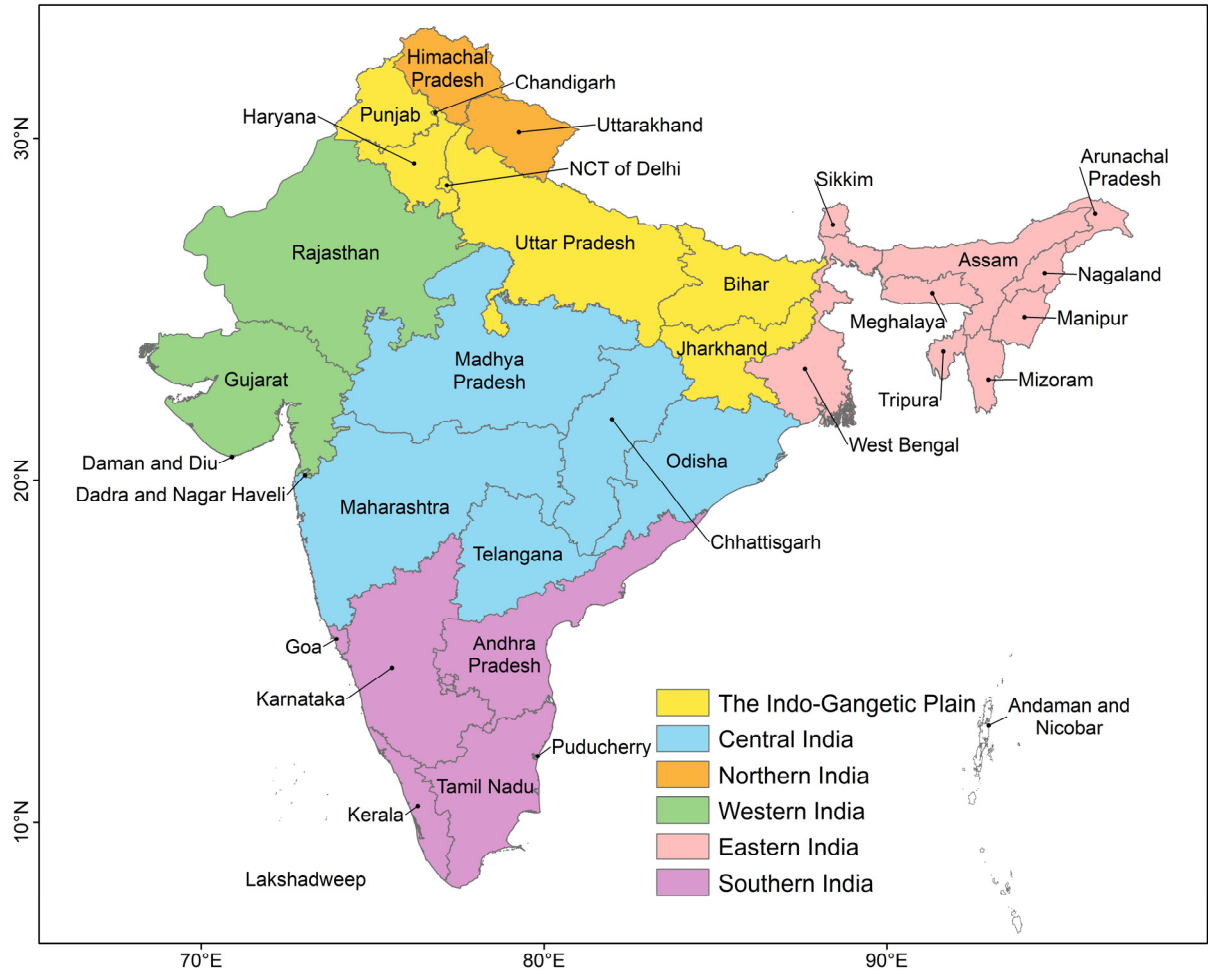 Himachal
Pradesh
Chandigarh
Punjab
Haryana
Uttarakhand
30°N
NCT of Delhi
Arunachal
Pradesh
Sikkim
Uttar Pradesh
Rajasthan
Assam
Nagaland
Bihar
Meghalaya
Manipur
Jharkhand
Madhya
Pradesh
Gujarat
Mizoram
Tripura
West Bengal
Daman and Diu
Odisha
20°N
Dadra and Nagar Haveli
Maharashtra
Chhattisgarh
Telangana
Goa
Andhra
Pradesh
Karnataka
The Indo-Gangetic Plain
Andaman and
Nicobar
Central India
Puducherry
Northern India
Tamil Nadu
Western India
Kerala
10°N
Eastern India
Lakshadweep
Southern India
70°E
80°E
90°E